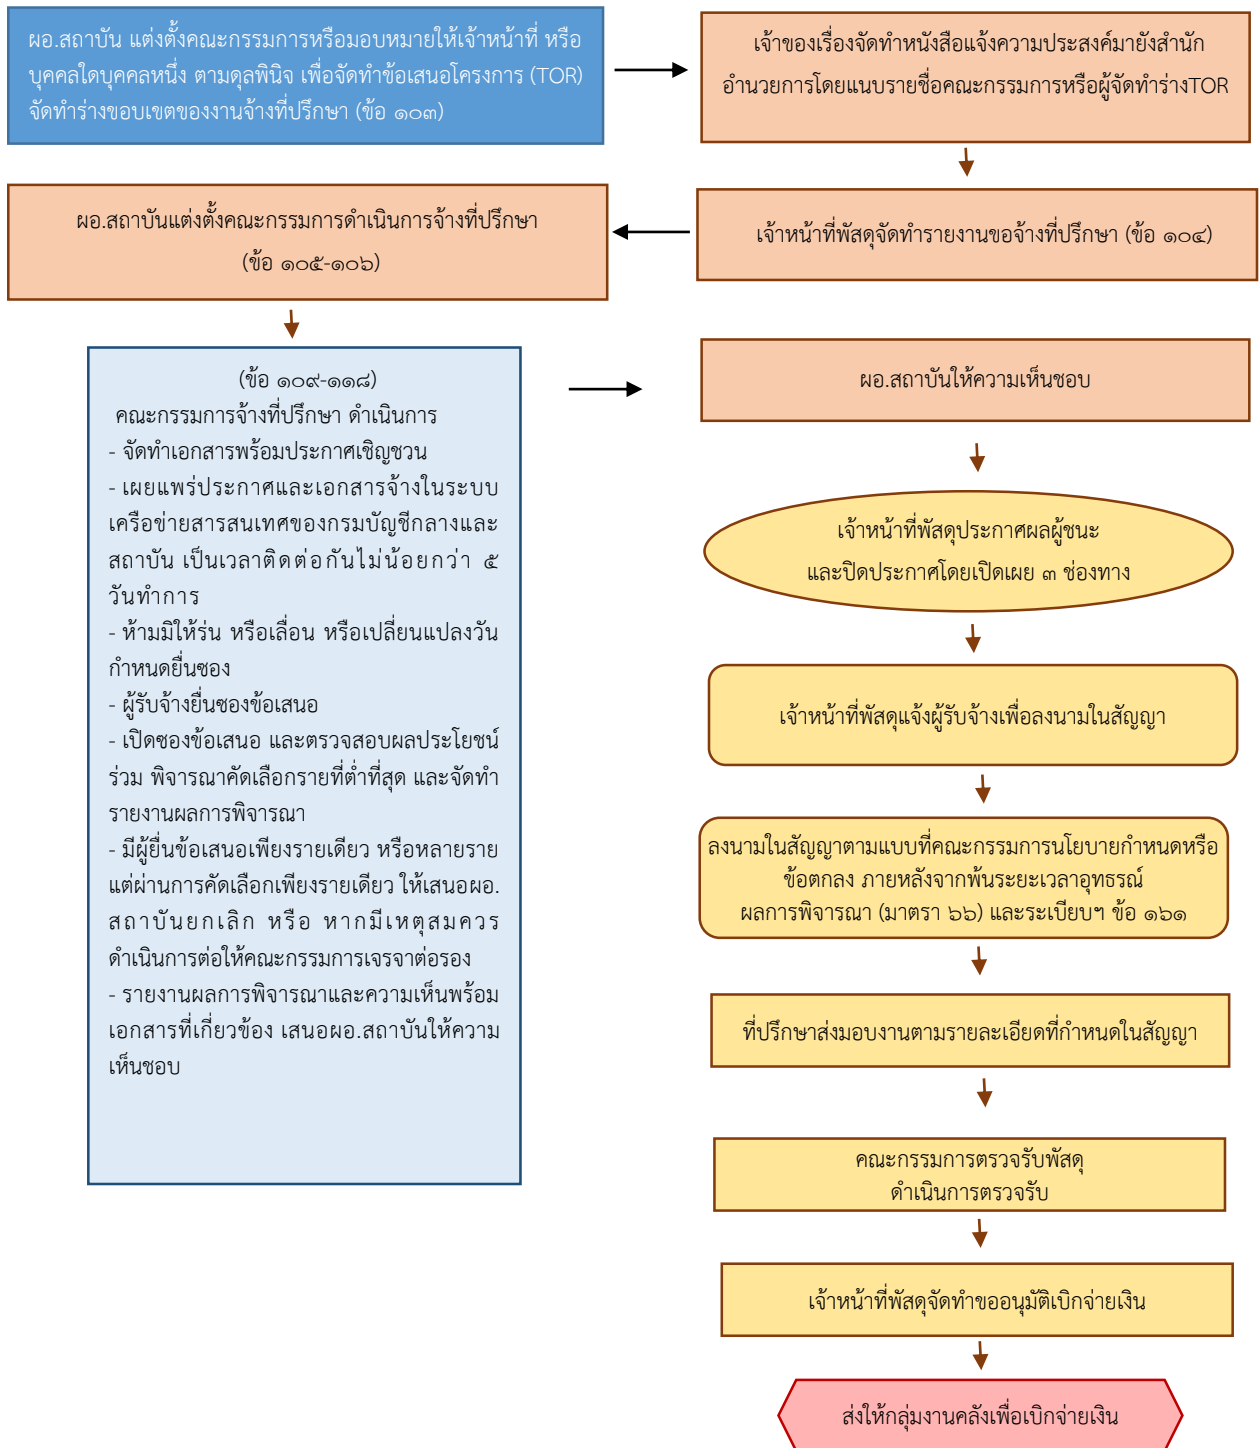 ผอ.สถาบัน แต่งตั้งคณะกรรมการหรือมอบหมายให้เจ้าหน้าที่ หรือ
บุคคลใดบุคคลหนึ่ง ตามดุลพินิจ เพื่อจัดทำข้อเสนอโครงการ (TOR)
จัดทำร่างขอบเขตของงานจ้างที่ปรึกษา (ข้อ ๑๐๓)
เจ้าของเรื่องจัดทำหนังสือแจ้งความประสงค์มายังสำนัก
อำนวยการโดยแนบรายชื่อคณะกรรมการหรือผู้จัดทำร่างTOR
เจ้าหน้าที่พัสดุจัดทำรายงานขอจ้างที่ปรึกษา (ข้อ ๑๐๔)
ผอ.สถาบันแต่งตั้งคณะกรรมการดำเนินการจ้างที่ปรึกษา
(ข้อ ๑๐๕-๑๐๖)
(ข้อ ๑๐๙-๑๑๘)
คณะกรรมการจ้างที่ปรึกษา ดำเนินการ
- จัดทำเอกสารพร้อมประกาศเชิญชวน
- เผยแพร่ประกาศและเอกสารจ้างในระบบ
เครือข่ายสารสนเทศของกรมบัญชีกลางและ
สถาบัน เป็นเวลาติดต่อกันไม่น้อยกว่า ๕
วันทำการ
- ห้ามมิให้ร่น หรือเลื่อน หรือเปลี่ยนแปลงวัน
กำหนดยื่นซอง
- ผู้รับจ้างยื่นซองข้อเสนอ
- เปิดซองข้อเสนอ และตรวจสอบผลประโยชน์
ร่วม พิจารณาคัดเลือกรายที่ต่ำที่สุด และจัดทำ
รายงานผลการพิจารณา
- มีผู้ยื่นข้อเสนอเพียงรายเดียว หรือหลายราย
แต่ผ่านการคัดเลือกเพียงรายเดียว ให้เสนอผอ.
สถาบันยกเลิก หรือ หากมีเหตุสมควร
ดำเนินการต่อให้คณะกรรมการเจรจาต่อรอง
- รายงานผลการพิจารณาและความเห็นพร้อม
เอกสารที่เกี่ยวข้อง เสนอผอ.สถาบันให้ความ
เห็นชอบ
ผอ.สถาบันให้ความเห็นชอบ
เจ้าหน้าที่พัสดุประกาศผลผู้ชนะ
และปิดประกาศโดยเปิดเผย ๓ ช่องทาง
เจ้าหน้าที่พัสดุแจ้งผู้รับจ้างเพื่อลงนามในสัญญา
ลงนามในสัญญาตามแบบที่คณะกรรมการนโยบายกำหนดหรือ
ข้อตกลง ภายหลังจากพ้นระยะเวลาอุทธรณ์
ผลการพิจารณา (มาตรา ๖๖) และระเบียบฯ ข้อ ๑๖๑
ที่ปรึกษาส่งมอบงานตามรายละเอียดที่กำหนดในสัญญา
คณะกรรมการตรวจรับพัสดุ
ดำเนินการตรวจรับ
เจ้าหน้าที่พัสดุจัดทำขออนุมัติเบิกจ่ายเงิน
ส่งให้กลุ่มงานคลังเพื่อเบิกจ่ายเงิน